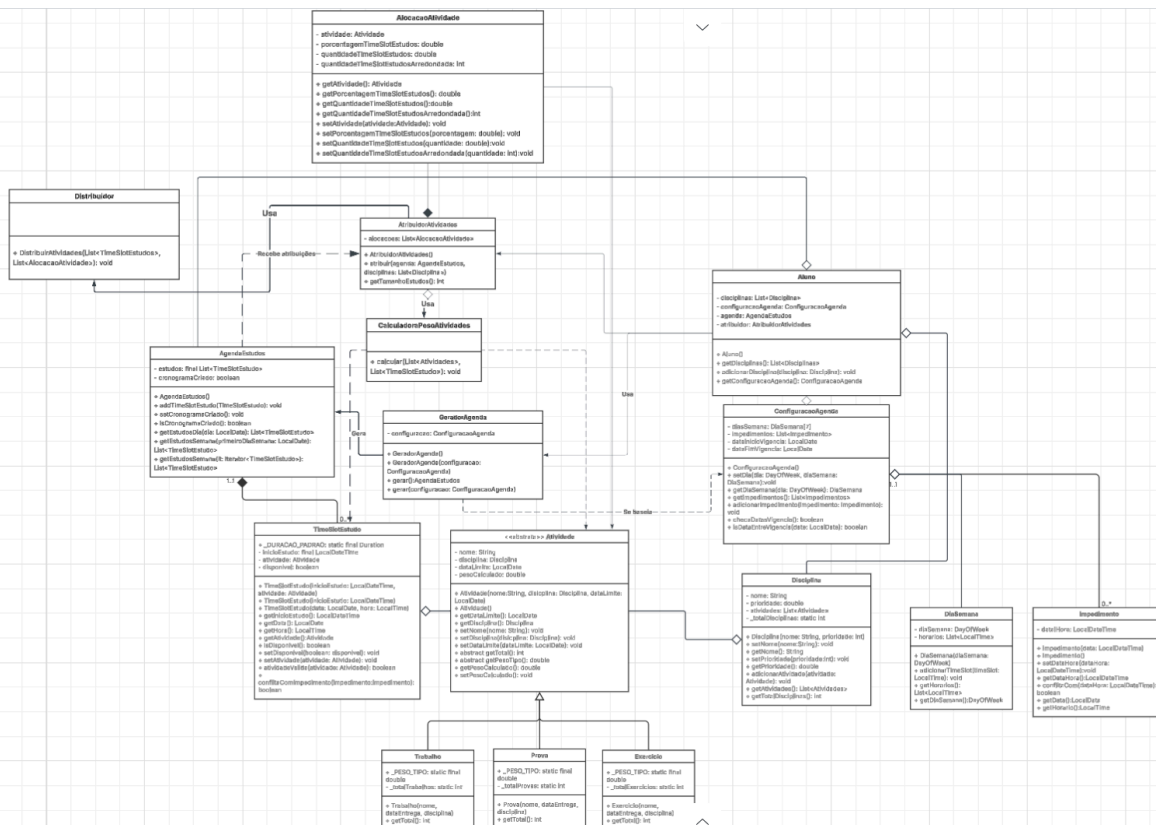 AlocacaoAtividade
- atividade: Atividade
- porcentagemTimeSlotEstudos: double
- quantidadeTimeSlotEstudos: double
- quantidadeTimeSlotEstudosArredondada: int
+ getAtividade(): Atividade
+ getPorcentagemTimeSlotEstudos(): double
+ getQuantidadeTimeSlotEstudos():double
+ getQuantidadeTimeSlotEstudosArredondada():int
+ setAtividade(atividade:Atividade): void
+ setPorcentagemTimeSlotEstudos(porcentagem: double): void
+ setQuantidadeTimeSlotEstudos(quantidade: double):void
+ setQuantidadeTimeSlotEstudosArredondada(quantidade: int):void
Distribuidor
+ DistribuirAtividades(List<TimeSlotEstudos>,
List<AlocacaoAtividade>): void
Usa
Recebe atribuições
AtribuidorAtividades
- alocacoes: List<AlocacaoAtividade>
+ AtribuidorAtividades()
+ atribuir(agenda: AgendaEstudos,
disciplinas: List<Disciplina>)
+ getTamanhoEstudos(): int
Usa
CalculadoraPesoAtividades
+ calcular(List<Atividades>,
List<TimeSlotEstudo>): void
Aluno
- disciplinas: List<Disciplina>
- configuracaoAgenda: ConfiguracaoAgenda
- agenda: AgendaEstudos
- atribuidor: AtribuidorAtividades
+ Aluno()
+ getDisciplinas(): List<Disciplinas>
+ adicionarDisciplina(disciplina: Disciplina): void
+ getConfiguracaoAgenda(): ConfiguracaoAgenda
AgendaEstudos
- estudos: final List<TimeSlotEstudo>
- cronogramaCriado: boolean
+ AgendaEstudos()
+ addTimeSlotEstudo(TimeSlotEstudo): void
+ setCronogramaCriado(): void
+ isCronogramaCriado(): boolean
+ getEstudosDia(dia: LocalDate): List<TimeSlotEstudo>
+ getEstudosSemana(primeiroDiaSemana: LocalDate):
List<TimeSlotEstudo>
+ getEstudosSemana(it: Iterator<TimeSlotEstudo>):
List<TimeSlotEstudo>
1..1
0..
Gera
Usa
GeradorAgenda
- configuracao: ConfiguracaoAgenda
+ GeradorAgenda()
+ GeradorAgenda(configuracao:
ConfiguracaoAgenda)
+ gerar():AgendaEstudos
+ gerar(configuracao: ConfiguracaoAgenda)
Se baseia
ConfiguracaoAgenda
- diasSemana: DiaSemana[7]
- impedimentos: List<Impedimento>
- dataInicioVigencia: LocalDate
- dataFimVigencia: LocalDate
+ ConfiguracaoAgenda()
+ setDia(dia: DayOfWeek, diaSemana:
DiaSemana):void
+ getDiaSemana(dia: DayOfWeek): DiaSemana
+ getImpedimentos(): List<Impedimentos>
+ adicionarImpedimento(impedimento: Impedimento):
void
+ checaDatasVigencia(): boolean
+ isDataEntreVigencia(date: LocalDate): boolean
1..1
TimeSlotEstudo
+ _DURACAO_PADRAO: static final Duration
- inicioEstudo: final LocalDateTime
- atividade: Atividade
- disponivel: boolean
+ TimeSlotEstudo(inicioEstudo: LocalDateTime,
atividade: Atividade)
+ TimeSlotEstudo(inicioEstudo: LocalDateTime)
+ TimeSlotEstudo(data: LocalDate, hora: LocalTime)
+ getInicioEstudo(): LocalDateTime
+ getData(): LocalDate
+ getHora(): LocalTime
+ getAtividade():Atividade
+ isDisponivel(): boolean
+ setDisponivel(boolean: disponivel): void
+ setAtividade(atividade: Atividade): void
+ atividadeValida(atividade: Atividade): boolean
+
conflitaComImpedimento(impedimento:Impedimento):
boolean
<<abstrata>> Atividade
- nome: String
- disciplina: Disciplina
- dataLimite: LocalDate
- pesoCalculado: double
+ Atividade(nome:String, disciplina: Disciplina, dataLimite:
LocalDate)
+ Atividade()
+ getDataLimite(): LocalDate
+ getDisciplina(): Disciplina
+ setNome(nome: String): void
+ setDisciplina(disciplina: Disciplina): void
+ setDataLimite(dataLimite: LocalDate): void
+ abstract getTotal(): int
+ abstract getPesoTipo(): double
+ getPesoCalculado(): double
+ setPesoCalculado(): void
Disciplina
- nome: String
- prioridade: double
- atividades: List<Atividade>
- _totalDisciplinas: static int
+ Disciplina(nome: String, prioridade: int)
+ setNome(nome:String): void
+ getNome(): String
+ setPrioridade(prioridade:int): void
+ getPrioridade(): double
+ adicionarAtividade(atividade:
Atividade): void
+ getAtividades(): List<Atividade>
+ getTotalDisciplinas(): int
DiaSemana
- diaSemana: DayOfWeek
- horarios: List<LocalTime>
+ DiaSemana(diaSemana:
DayOfWeek)
+ adicionarTimeSlot(timeSlot:
LocalTime): void
+ getHorarios():
List<LocalTime>
+ getDiaSemana():DayOfWeek
0..*
Impedimento
- dataHora: LocalDateTime
+ Impedimento(data: LocalDateTime)
+ Impedimento()
+ setDataHora(datahora:
LocalDateTime):void
+ getDataHora():LocalDateTime
+ conflitaCom(dataHora: LocalDateTime):
boolean
+ getData():LocalDate
+ getHorario():LocalTime
Trabalho
+ _PESO_TIPO: static final
double
- _totalTrabalhos: static int
+ Trabalho(nome,
dataEntrega, disciplina)
+ getTotal(): int
Prova
+ _PESO_TIPO: static final
double
- _totalProvas: static int
+ Prova(nome, dataEntrega,
disciplina)
+ getTotal(): int
Exercicio
+ _PESO_TIPO: static final
double
- _totalExercicios: static int
+ Exercicio(nome,
dataEntrega, disciplina)
+ getTotal(): int